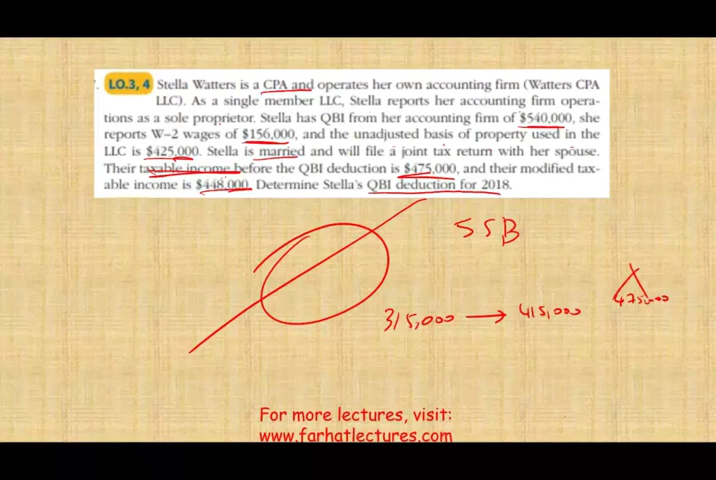 LO.3, 4 Stella Watters is a CPA and operates her own accounting firm (Watters CPA
LLC). As a single member LLC, Stella reports her accounting firm opera-
tions as a sole proprietor. Stella has QBI from her accounting firm of $540,000, she
reports W–2 wages of $156,000, and the unadjusted basis of property used in the
LLC is $425,000. Stella is married and will file a joint tax return with her spouse.
Their taxable income before the QBI deduction is $475,000, and their modified tax-
able income is $448,000. Determine Stella's QBI deduction for 2018.
SSB
315,000 → 415,000
475000
For more lectures, visit:
www.farhatlectures.com